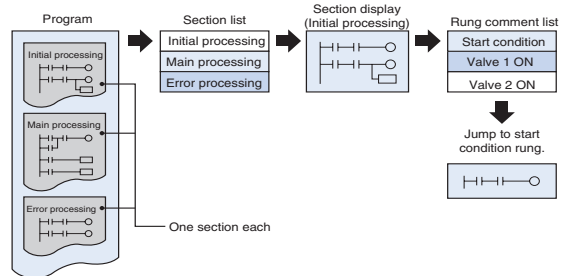 Program
Initial processing
Main processing
Error processing
One section each
Section list
Initial processing
Main processing
Error processing
Section display
(Initial processing)
Rung comment list
Start condition
Valve 1 ON
Valve 2 ON
Jump to start
condition rung.